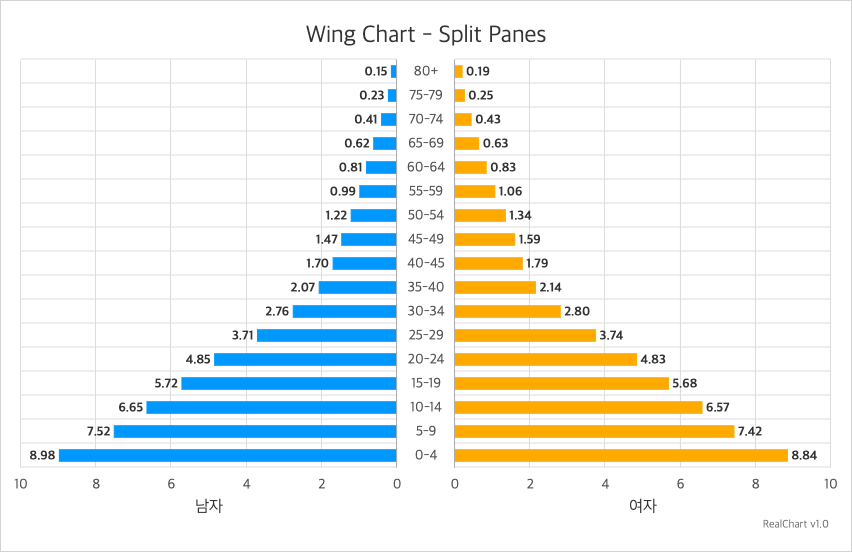 Wing Chart – Split Panes
0.15 80+ 0.19
0.23 75–79 0.25
0.41 70–74 0.43
0.62 65–69 0.63
0.81 60–64 0.83
0.99 55–59 1.06
1.22 50–54 1.34
1.47 45–49 1.59
1.70 40–45 1.79
2.07 35–40 2.14
2.76 30–34 2.80
3.71 25–29 3.74
4.85 20–24 4.83
5.72 15–19 5.68
6.65 10–14 6.57
7.52 5–9 7.42
8.98 0–4 8.84
10 8 6 4 2 0 0 2 4 6 8 10
남자 여자
RealChart v1.0